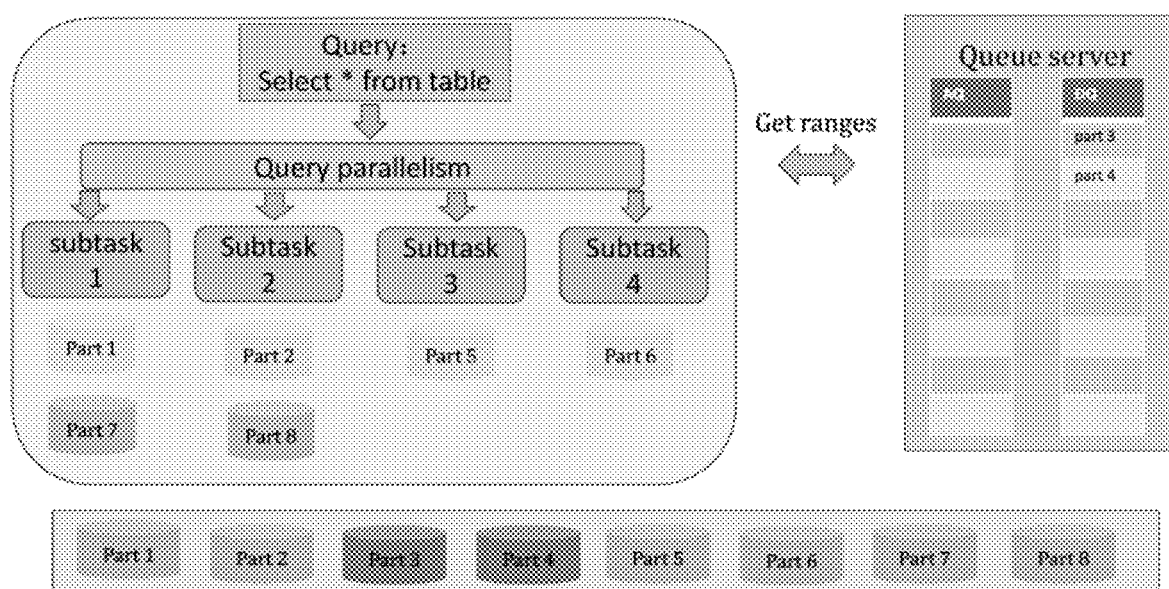 Query：
Select * from table
Query parallelism
subtask
1
Subtask
2
Subtask
3
Subtask
4
Part 1
Part 2
Part 5
Part 6
Part 7
Part 8
Get ranges
Queue server
part 3
part 4
Part 1
Part 2
Part 3
Part 4
Part 5
Part 6
Part 7
Part 8